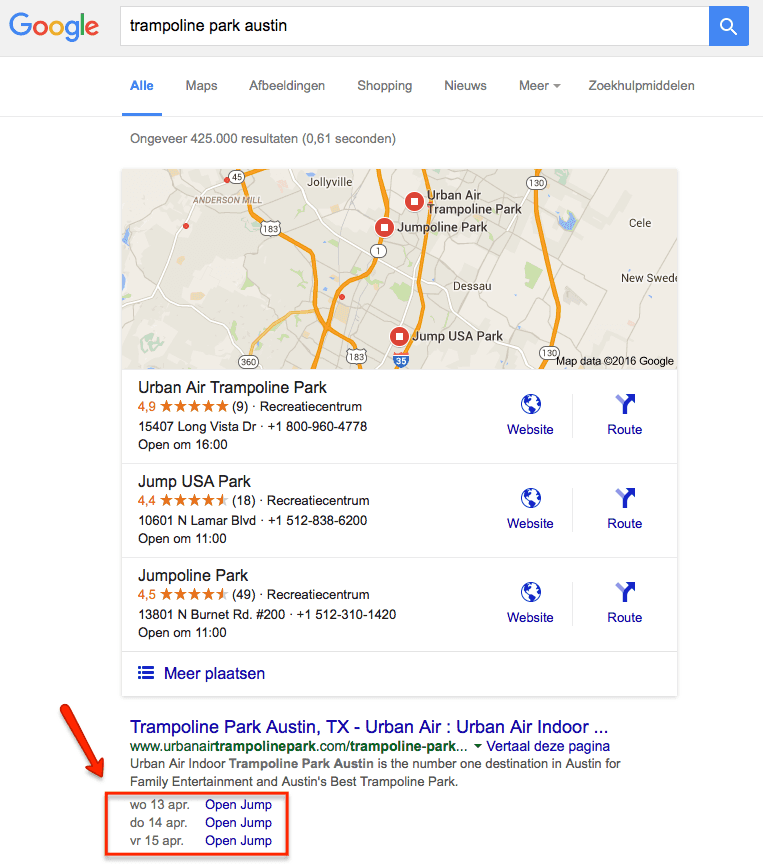 Google
trampoline park austin
Alle Maps Afbeeldingen Shopping Nieuws Meer Zoekhulpmiddelen
Ongeveer 425.000 resultaten (0,61 seconden)
45
Jollyville
130
ANDERSON MILL
Urban Air
Trampoline Park
183
Jumpoline Park
Cele
1
New Swede
Dessau
Jump USA Park
360
183
35
130
Map data ©2016 Google
Urban Air Trampoline Park
4,9 (9) · Recreatiecentrum
15407 Long Vista Dr · +1 800-960-4778
Open om 16:00
Website Route
Jump USA Park
4,4 (18) · Recreatiecentrum
10601 N Lamar Blvd · +1 512-838-6200
Open om 11:00
Website Route
Jumpoline Park
4,5 (49) · Recreatiecentrum
13801 N Burnet Rd. #200 · +1 512-310-1420
Open om 11:00
Website Route
Meer plaatsen
Trampoline Park Austin, TX - Urban Air : Urban Air Indoor ...
www.urbanairtrampolinepark.com/trampoline-park... Vertaal deze pagina
Urban Air Indoor Trampoline Park Austin is the number one destination in Austin for
Family Entertainment and Austin's Best Trampoline Park.
wo 13 apr. Open Jump
do 14 apr. Open Jump
vr 15 apr. Open Jump